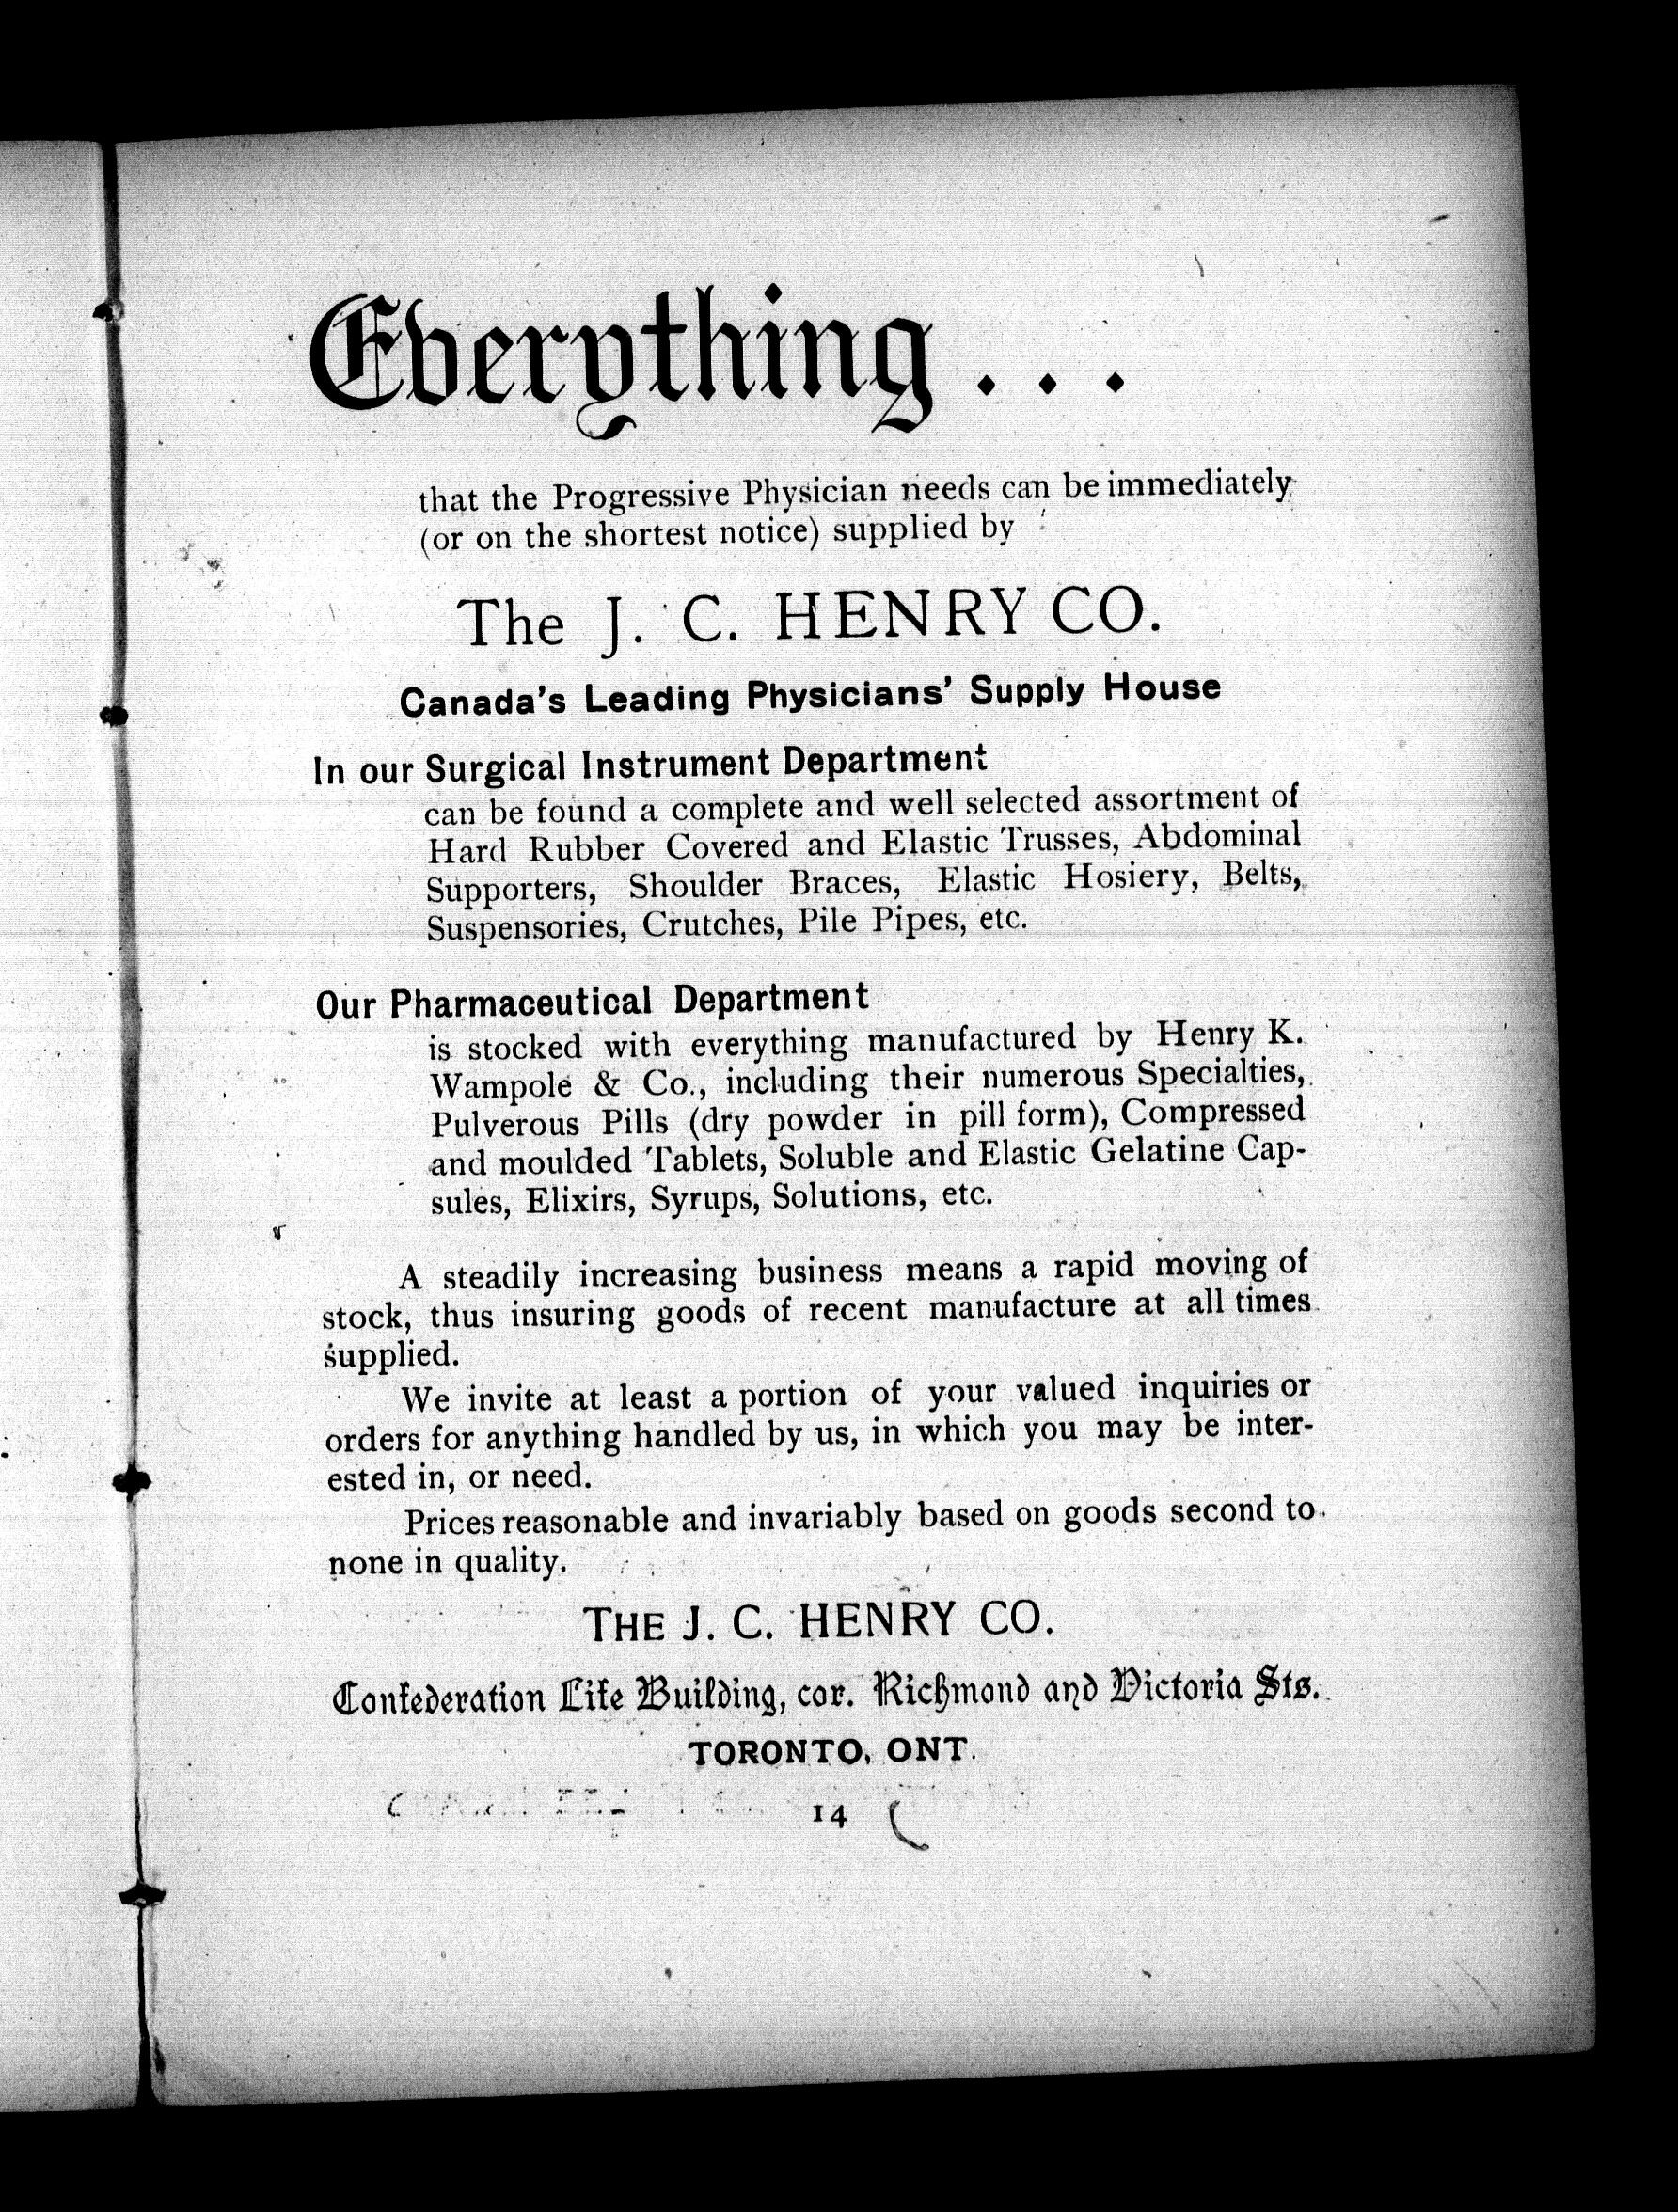 Everything . . .
that the Progressive Physician needs can be immediately
(or on the shortest notice) supplied by
The J. C. HENRY CO.
Canada's Leading Physicians' Supply House
In our Surgical Instrument Department
can be found a complete and well selected assortment of
Hard Rubber Covered and Elastic Trusses, Abdominal
Supporters, Shoulder Braces, Elastic Hosiery, Belts,
Suspensories, Crutches, Pile Pipes, etc.
Our Pharmaceutical Department
is stocked with everything manufactured by Henry K.
Wampole & Co., including their numerous Specialties,
Pulverous Pills (dry powder in pill form), Compressed
and moulded Tablets, Soluble and Elastic Gelatine Cap-
sules, Elixirs, Syrups, Solutions, etc.
A steadily increasing business means a rapid moving of
stock, thus insuring goods of recent manufacture at all times
supplied.
We invite at least a portion of your valued inquiries or
orders for anything handled by us, in which you may be inter-
ested in, or need.
Prices reasonable and invariably based on goods second to
none in quality.
THE J. C. HENRY CO.
Confederation Life Building, cor. Richmond and Victoria Sts.
TORONTO, ONT.
14